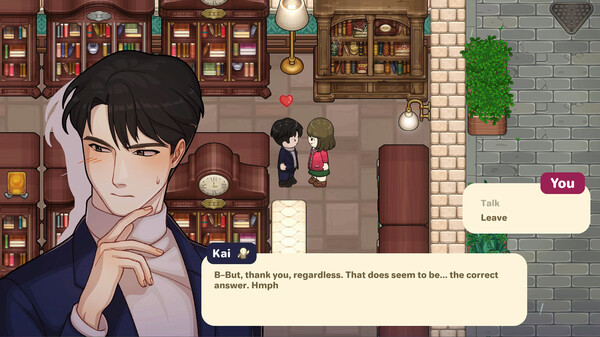 You
Talk
Leave
Kai
B-But, thank you, regardless. That does seem to be... the correct
answer. Hmph